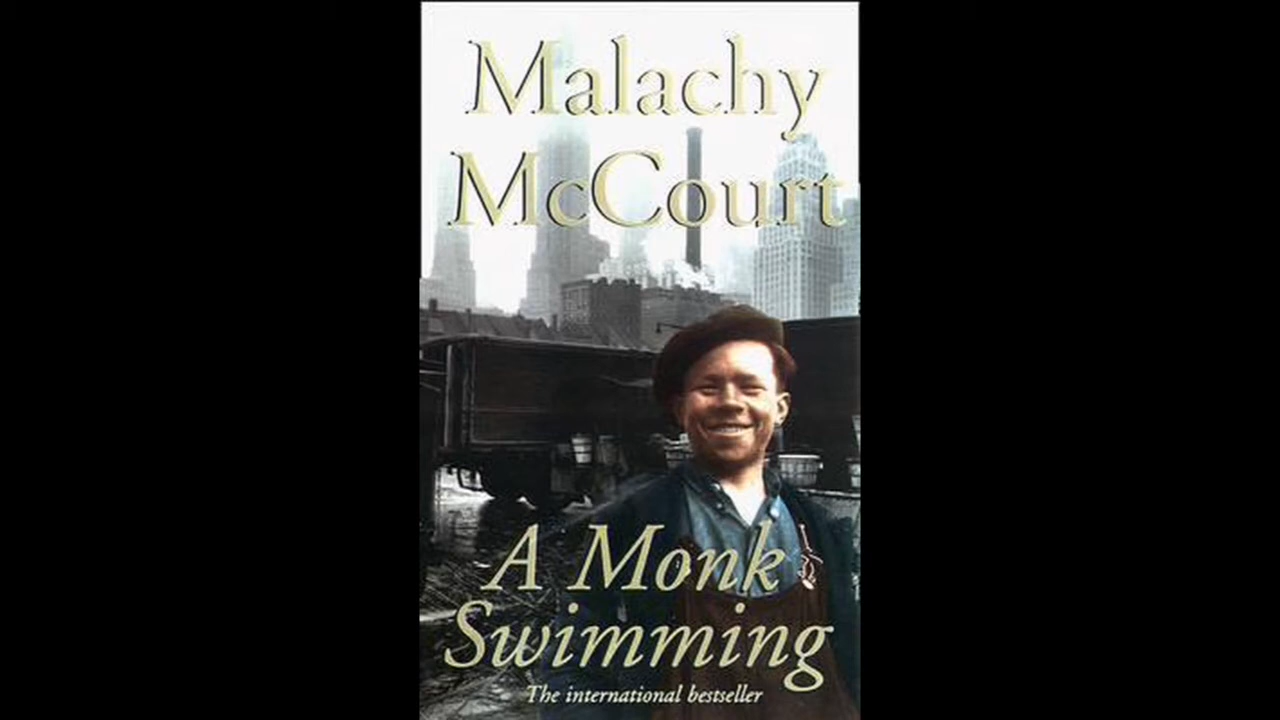 Malachy
McCourt
A Monk
Swimming
The international bestseller